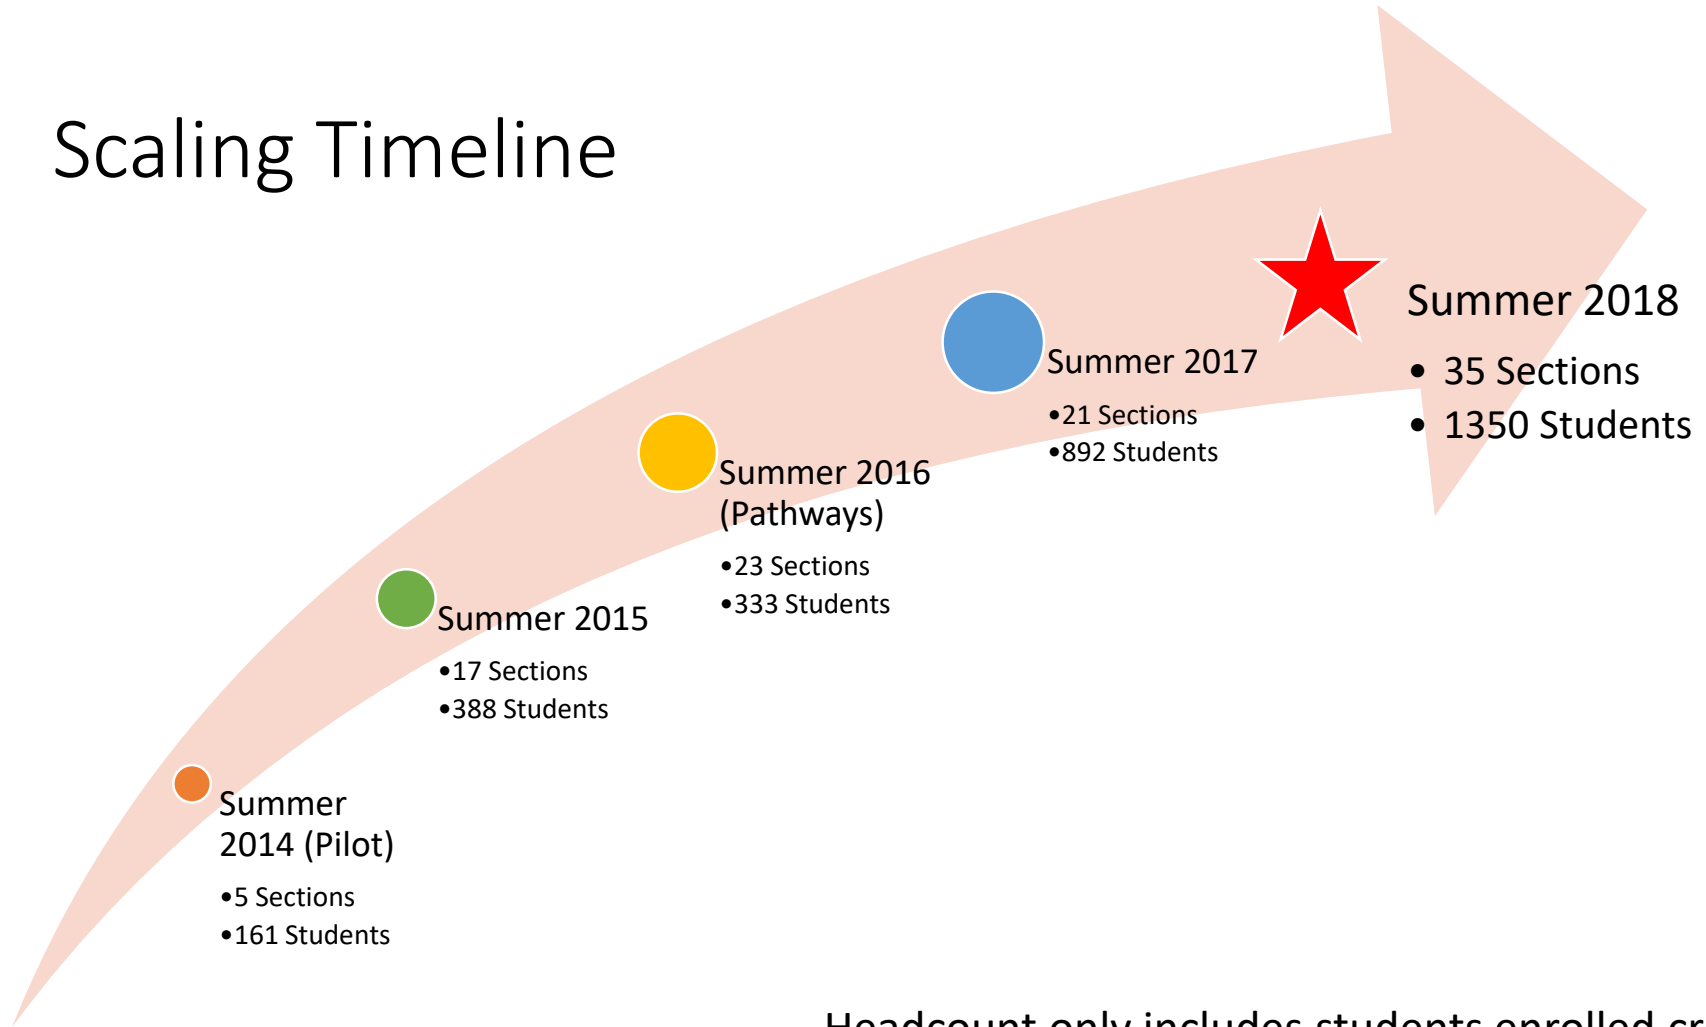 Scaling Timeline
Summer 2018
• 35 Sections
• 1350 Students
Summer 2017
•21 Sections
•892 Students
Summer 2016
(Pathways)
•23 Sections
•333 Students
Summer 2015
•17 Sections
•388 Students
Summer
2014 (Pilot)
•5 Sections
•161 Students
Headcount only includes students enrolled